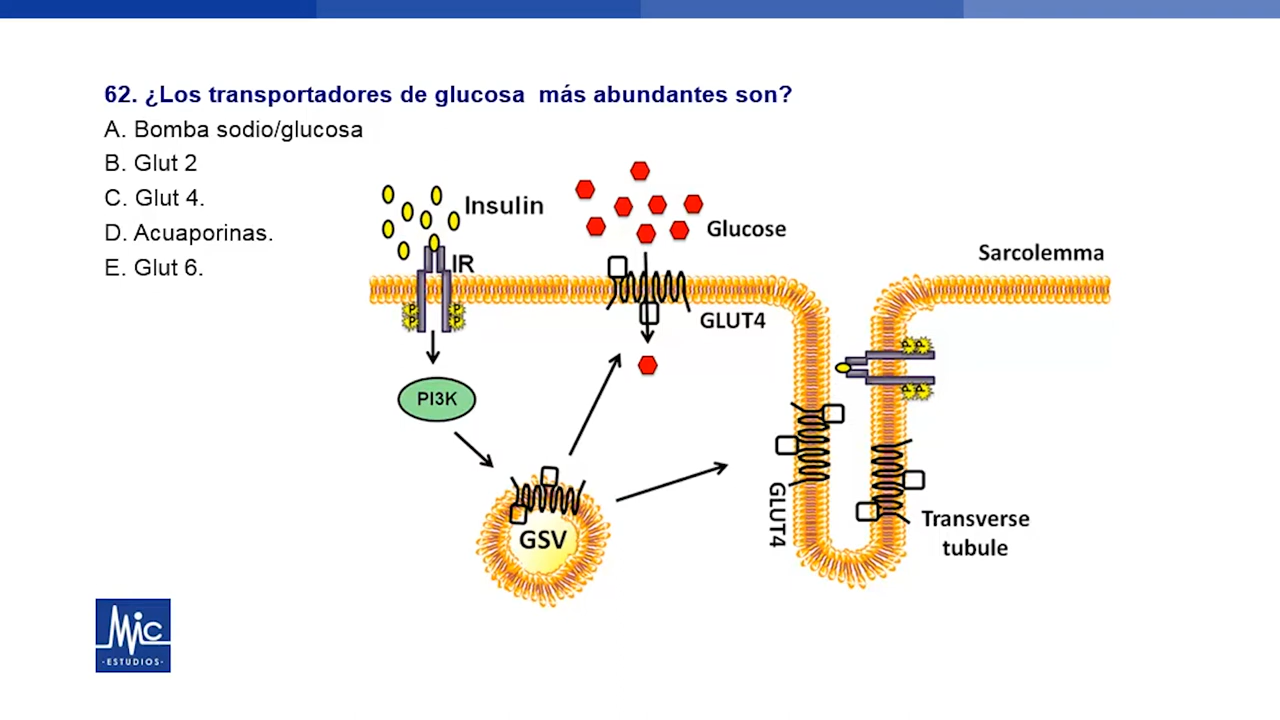 62. ¿Los transportadores de glucosa  más abundantes son?
A. Bomba sodio/glucosa
B. Glut 2
C. Glut 4.
D. Acuaporinas.
E. Glut 6.
Insulin
Glucose
IR
Sarcolemma
P
P
P
P
GLUT4
P
P
PI3K
P
P
GSV
GLUT4
Transverse
tubule
Mic
·ESTUDIOS·